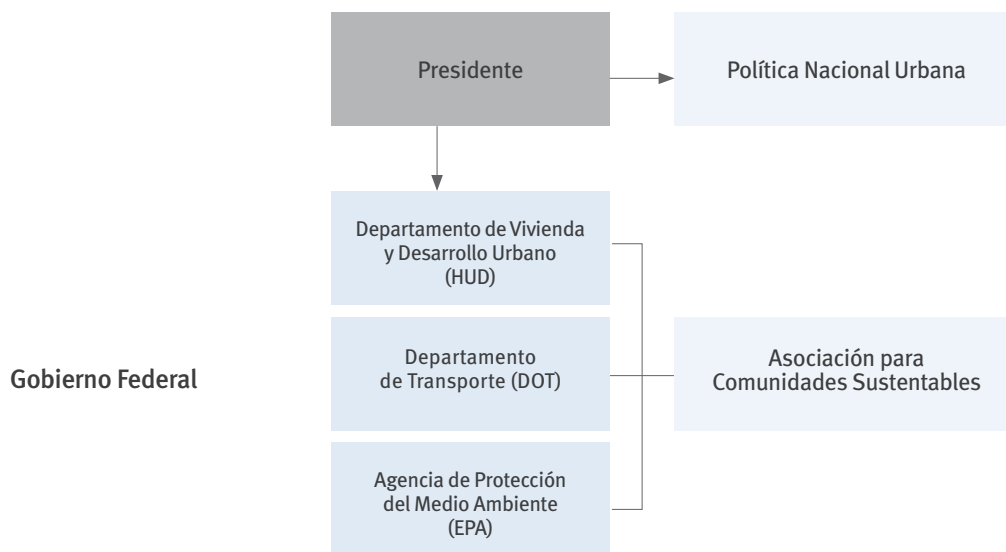 Presidente
Política Nacional Urbana
Departamento de Vivienda
y Desarrollo Urbano
(HUD)
Gobierno Federal
Departamento
de Transporte (DOT)
Asociación para
Comunidades Sustentables
Agencia de Protección
del Medio Ambiente
(EPA)